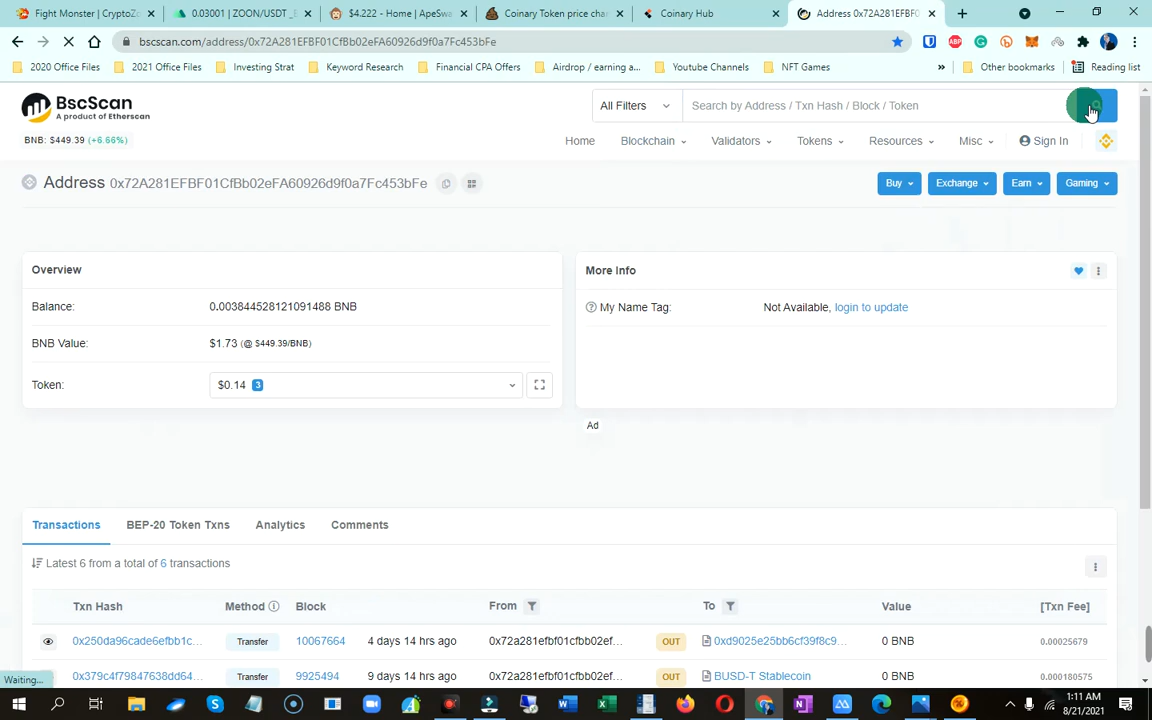 Fight Monster | CryptoZ
0.03001 | ZOON/USDT _
$4.222 - Home | ApeSwa
Coinary Token price cha
Coinary Hub
Address 0x72A281EFBF0
bscscan.com/address/0x72A281EFBF01CfBb02eFA60926d9f0a7Fc453bFe
2020 Office Files
2021 Office Files
Investing Strat
Keyword Research
Financial CPA Offers
Airdrop / earning a...
Youtube Channels
NFT Games
»
Other bookmarks
Reading list
BscScan
A product of Etherscan
All Filters
Search by Address / Txn Hash / Block / Token
BNB: $449.39 (+6.66%)
Home
Blockchain
Validators
Tokens
Resources
Misc
Sign In
Address 0x72A281EFBF01CfBb02eFA60926d9f0a7Fc453bFe
Buy
Exchange
Earn
Gaming
Overview
Balance:
0.003844528121091488 BNB
BNB Value:
$1.73 (@ $449.39/BNB)
Token:
$0.14 3
More Info
My Name Tag:
Not Available, login to update
Ad
Transactions
BEP-20 Token Txns
Analytics
Comments
Latest 6 from a total of 6 transactions
Txn Hash
Method
Block
From
To
Value
[Txn Fee]
0x250da96cade6efbb1c...
Transfer
10067664
4 days 14 hrs ago
0x72a281efbf01cfbb02ef...
OUT
0xd9025e25bb6cf39f8c9...
0 BNB
0.00025679
0x379c4f79847638dd64...
Transfer
9925494
9 days 14 hrs ago
0x72a281efbf01cfbb02ef...
OUT
BUSD-T Stablecoin
0 BNB
0.000180575
Waiting...
1:11 AM
8/21/2021